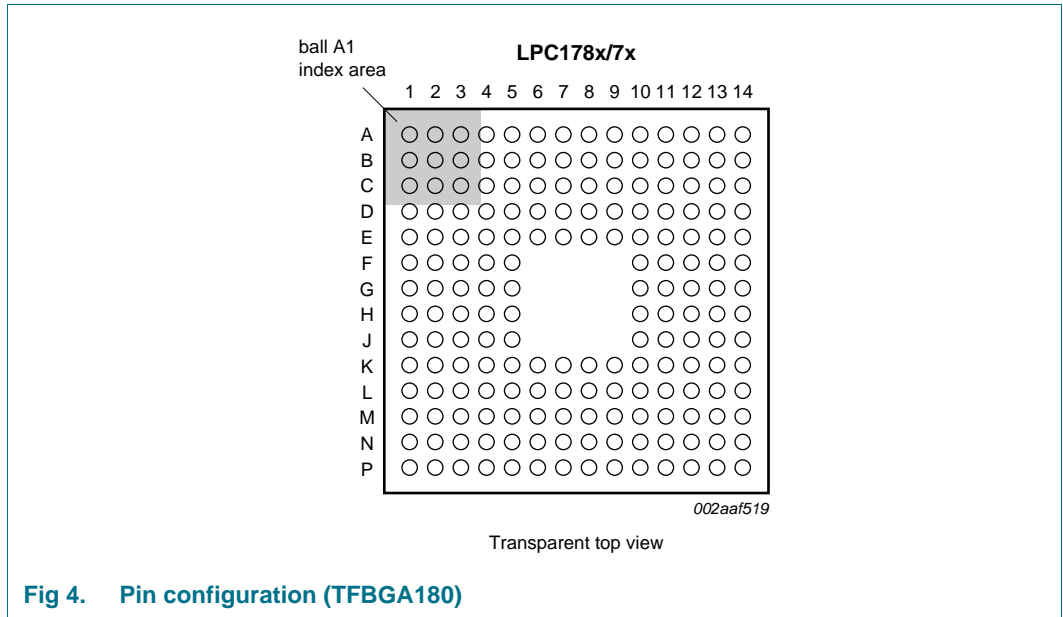 ball A1
index area
LPC178x/7x
1 2 3 4 5 6 7 8 9 10 11 12 13 14
A
B
C
D
E
F
G
H
J
K
L
M
N
P
002aaf519
Transparent top view
Fig 4. Pin configuration (TFBGA180)